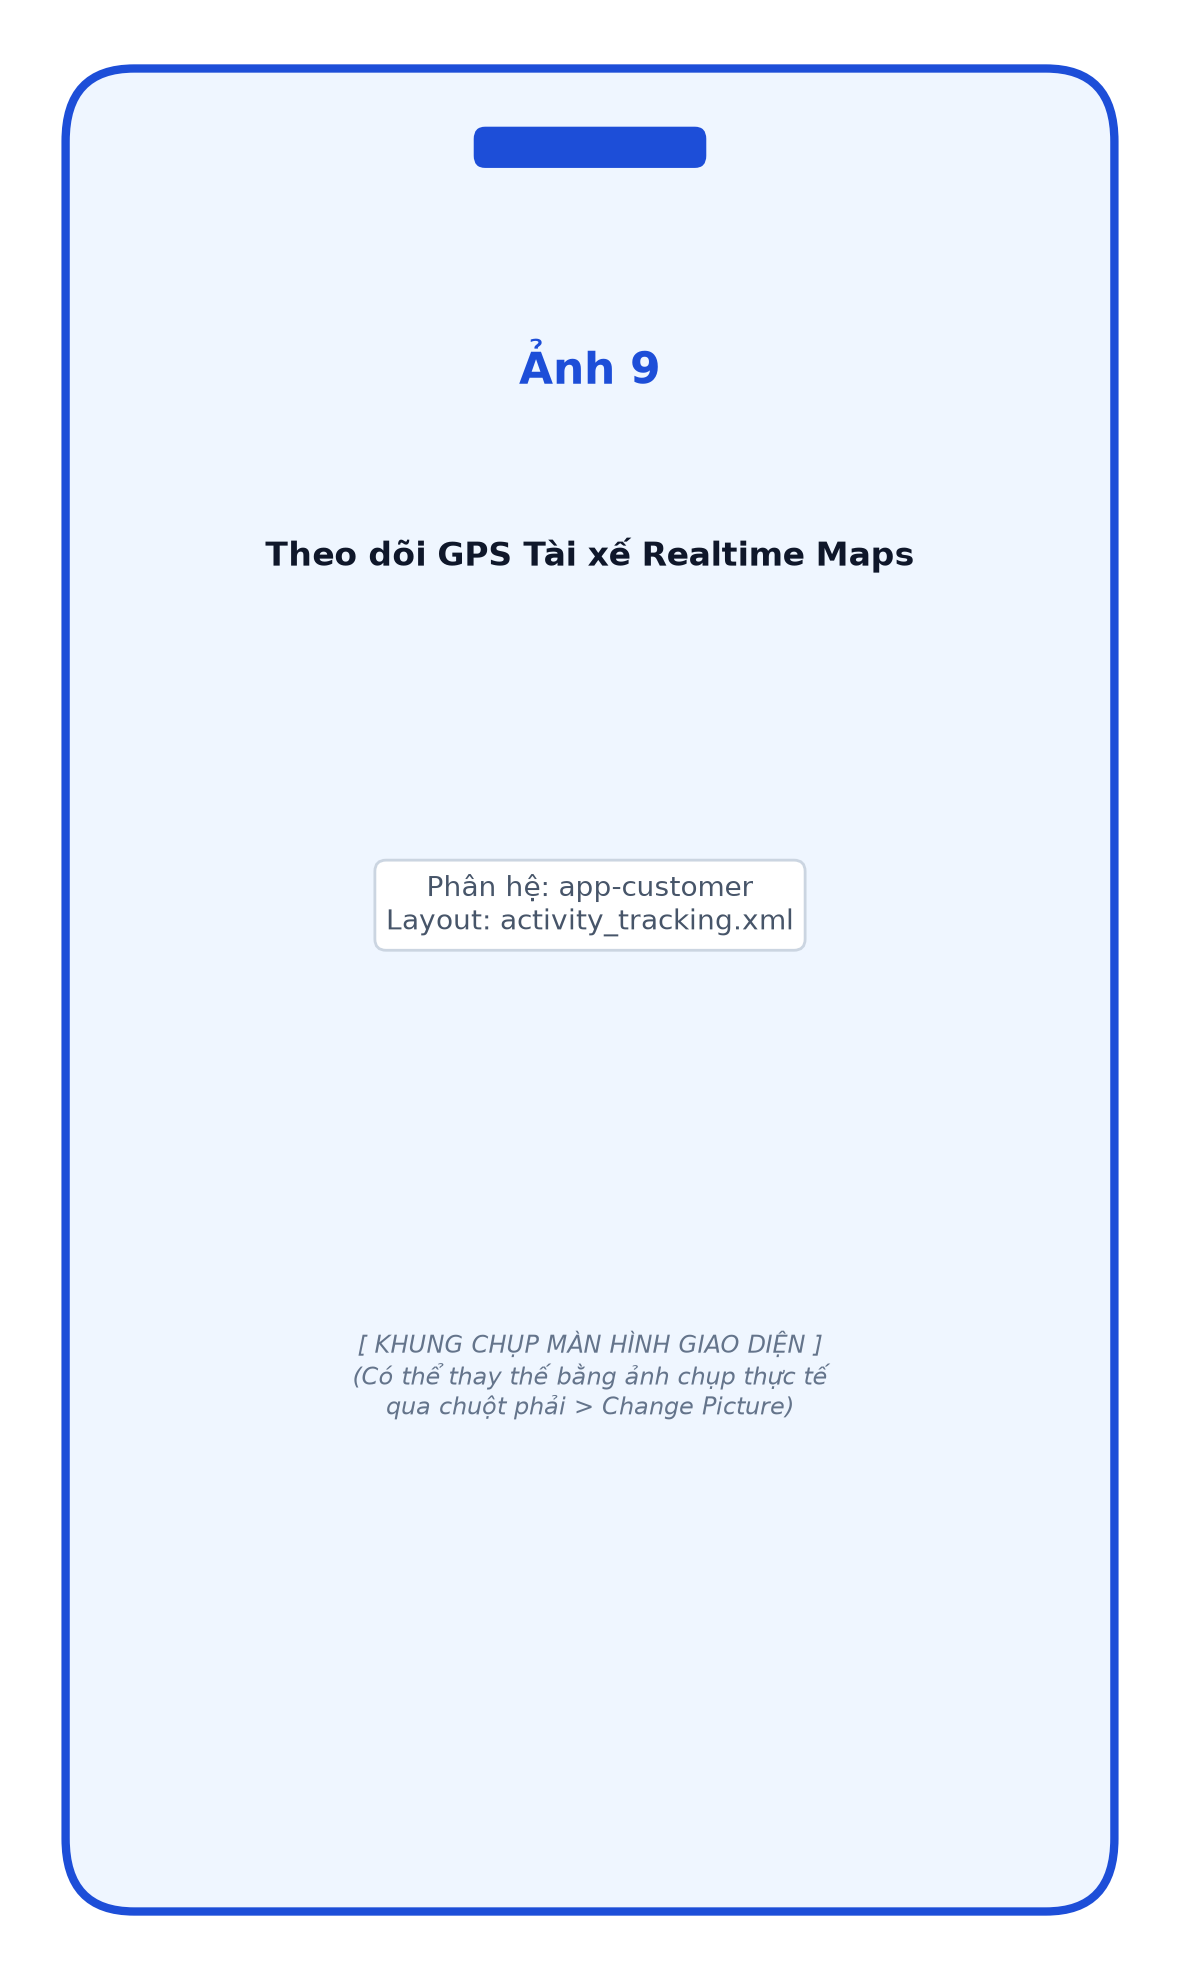 Ảnh 9
Theo dõi GPS Tài xế Realtime Maps
Phân hệ: app-customer
Layout: activity_tracking.xml
[ KHUNG CHỤP MÀN HÌNH GIAO DIỆN ]
(Có thể thay thế bằng ảnh chụp thực tế
qua chuột phải > Change Picture)